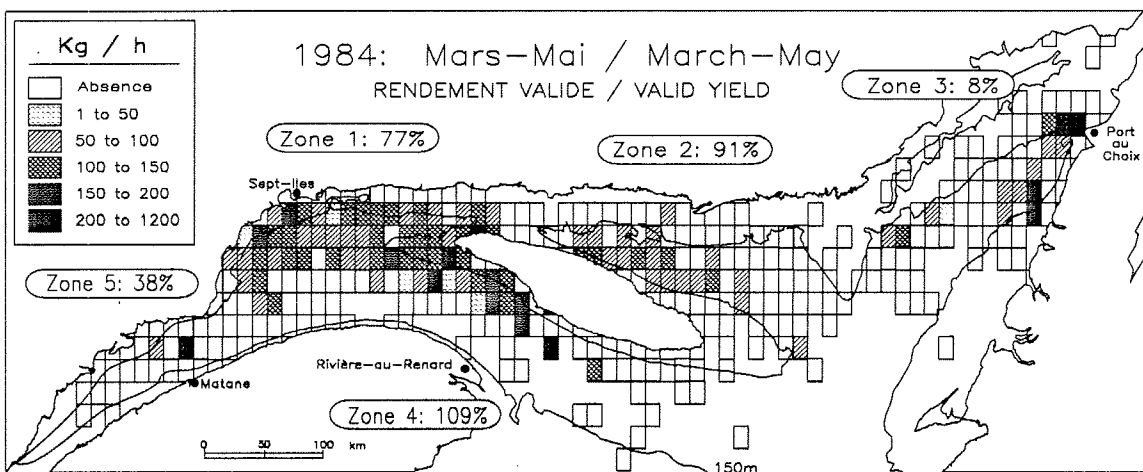 Kg / h
Absence
1 to 50
50 to 100
100 to 150
150 to 200
200 to 1200
1984: Mars-Mai / March-May
RENDEMENT VALIDE / VALID YIELD
Zone 3: 8%
Zone 1: 77%
Zone 2: 91%
Port
au
Choix
Sept-Iles
Zone 5: 38%
Rivière-au-Renard
Matane
Zone 4: 109%
0 50 100
km
150m